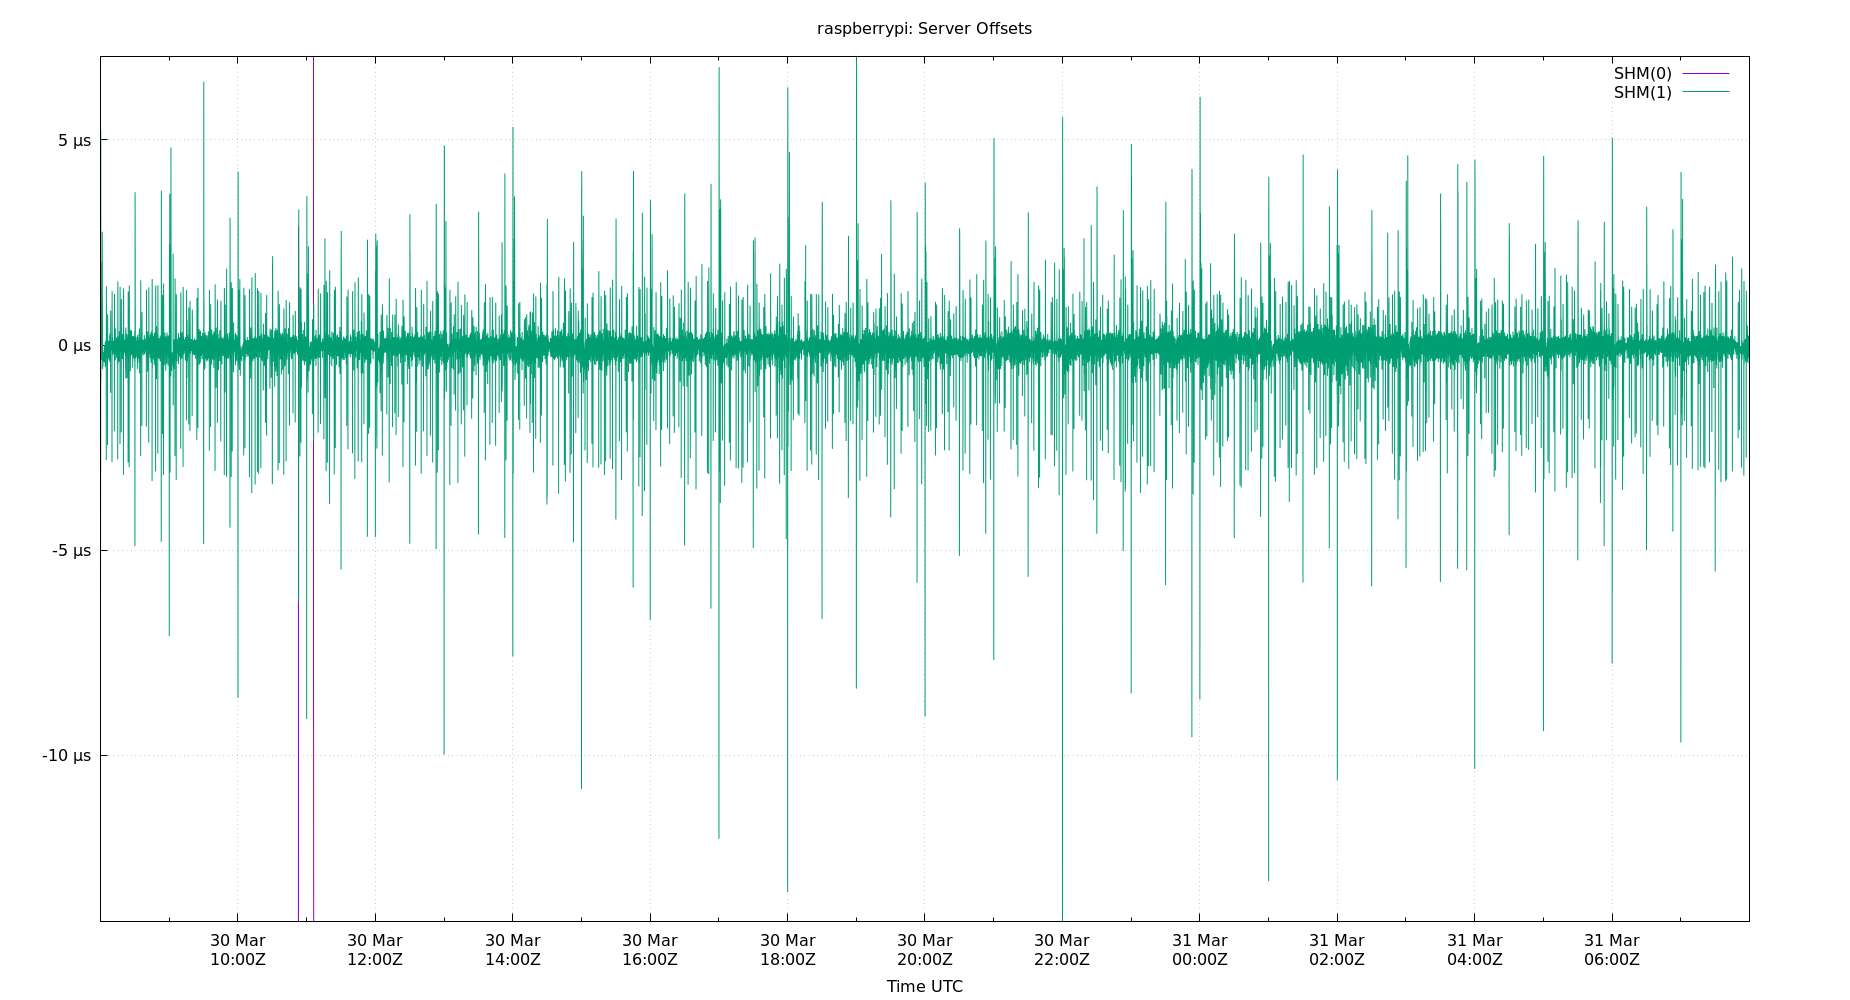 raspberrypi: Server Offsets
SHM(0)
SHM(1)
5 µs
0 µs
-5 µs
-10 µs
30 Mar 30 Mar 30 Mar 30 Mar 30 Mar 30 Mar 30 Mar 31 Mar 31 Mar 31 Mar 31 Mar
10:00Z 12:00Z 14:00Z 16:00Z 18:00Z 20:00Z 22:00Z 00:00Z 02:00Z 04:00Z 06:00Z
Time UTC